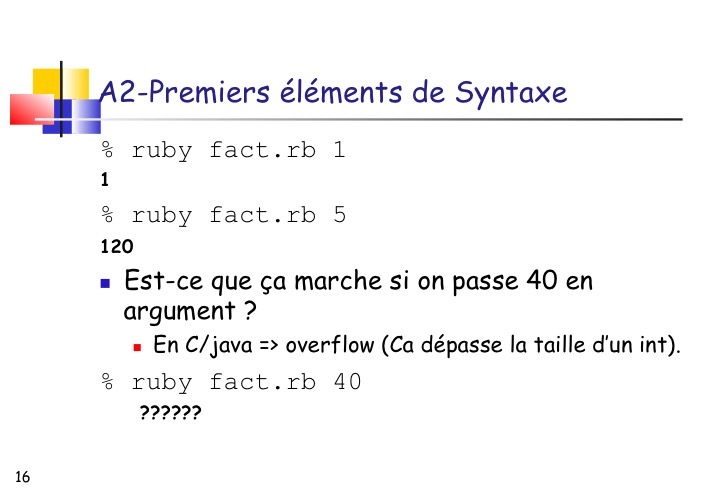 A2-Premiers éléments de Syntaxe
% ruby fact.rb 1
1
% ruby fact.rb 5
120
Est-ce que ça marche si on passe 40 en
argument ?
En C/java => overflow (Ca dépasse la taille d'un int).
% ruby fact.rb 40
??????
16